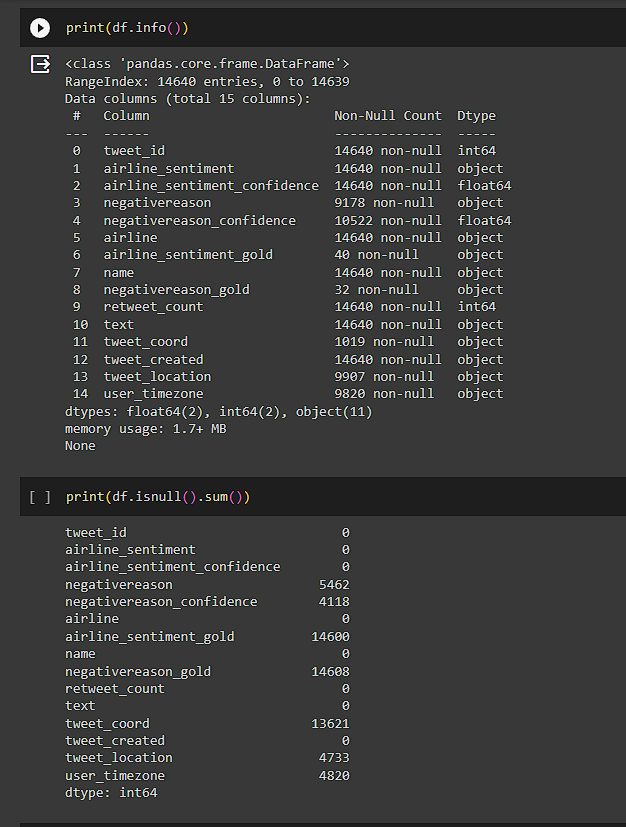 print(df.info())
<class 'pandas.core.frame.DataFrame'>
RangeIndex: 14640 entries, 0 to 14639
Data columns (total 15 columns):
 #   Column                        Non-Null Count  Dtype
---  ------                        --------------  -----
 0   tweet_id                      14640 non-null  int64
 1   airline_sentiment             14640 non-null  object
 2   airline_sentiment_confidence  14640 non-null  float64
 3   negativereason                9178 non-null   object
 4   negativereason_confidence     10522 non-null  float64
 5   airline                       14640 non-null  object
 6   airline_sentiment_gold        40 non-null     object
 7   name                          14640 non-null  object
 8   negativereason_gold           32 non-null     object
 9   retweet_count                 14640 non-null  int64
 10  text                          14640 non-null  object
 11  tweet_coord                   1019 non-null   object
 12  tweet_created                 14640 non-null  object
 13  tweet_location                9907 non-null   object
 14  user_timezone                 9820 non-null   object
dtypes: float64(2), int64(2), object(11)
memory usage: 1.7+ MB
None
[ ] print(df.isnull().sum())
tweet_id                            0
airline_sentiment                   0
airline_sentiment_confidence        0
negativereason                   5462
negativereason_confidence        4118
airline                             0
airline_sentiment_gold          14600
name                                0
negativereason_gold             14608
retweet_count                       0
text                                0
tweet_coord                     13621
tweet_created                       0
tweet_location                   4733
user_timezone                    4820
dtype: int64